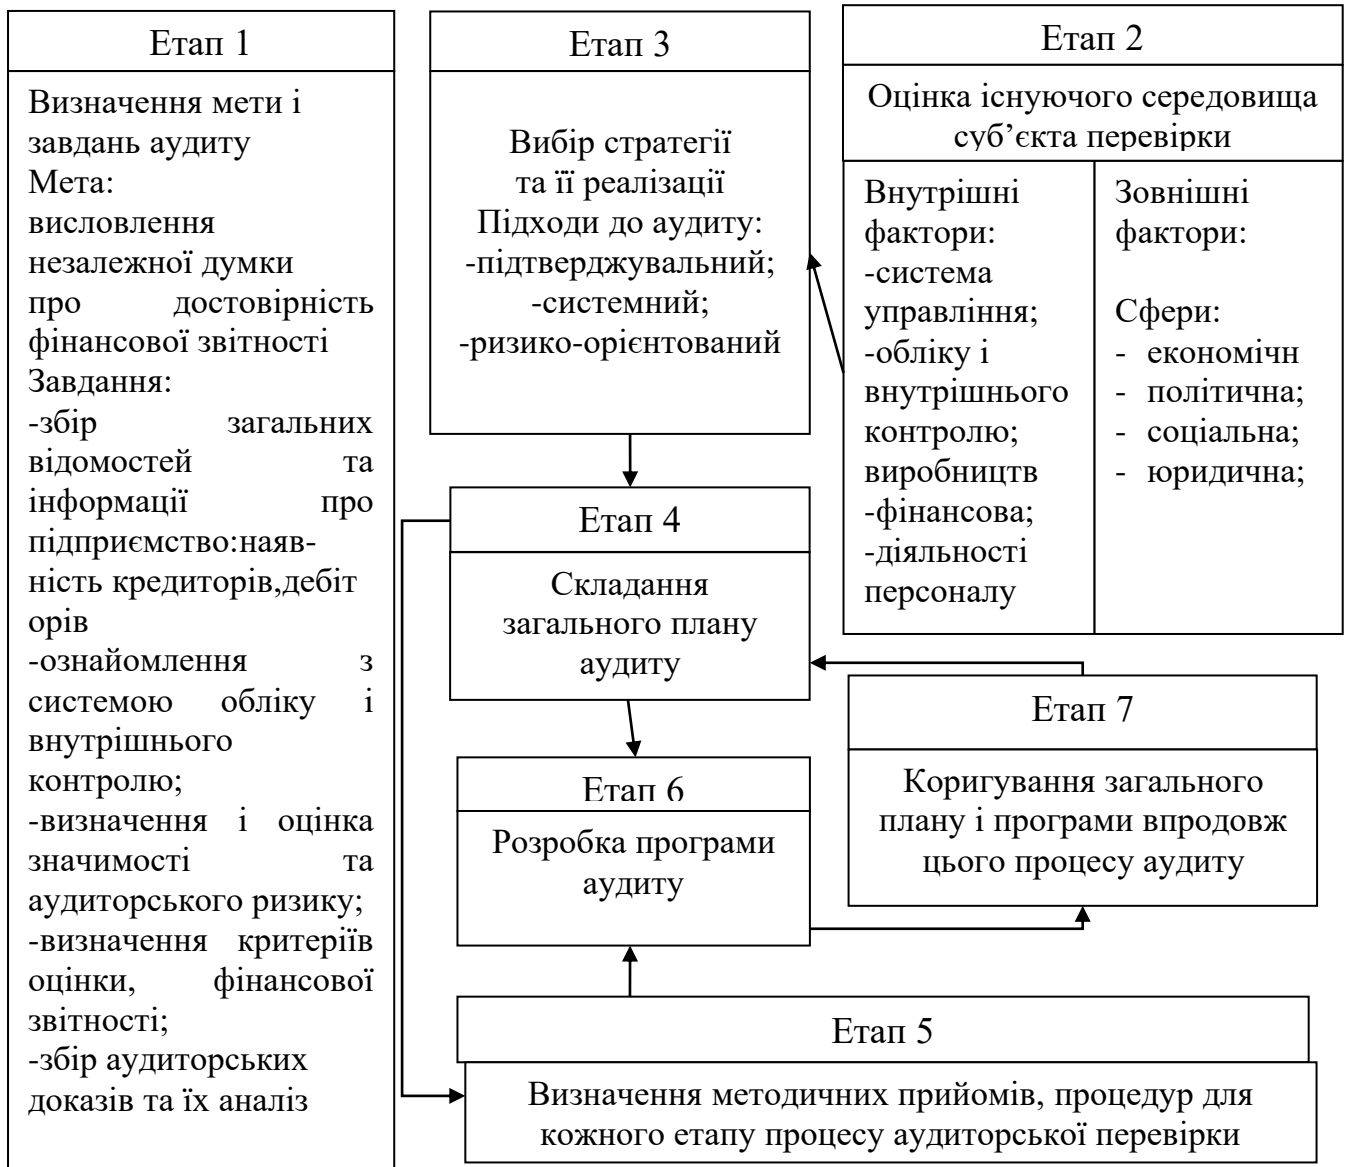 Етап 1
Визначення мети і
завдань аудиту
Мета:
висловлення
незалежної думки
про достовірність
фінансової звітності
Завдання:
-збір загальних
відомостей та
інформації про
підприємство:наяв-
ність кредиторів,дебіт
орів
-ознайомлення з
системою обліку і
внутрішнього
контролю;
-визначення і оцінка
значимості та
аудиторського ризику;
-визначення критеріїв
оцінки, фінансової
звітності;
-збір аудиторських
доказів та їх аналіз
Етап 3
Вибір стратегії
та її реалізації
Підходи до аудиту:
-підтверджувальний;
-системний;
-ризико-орієнтований
Етап 2
Оцінка існуючого середовища
суб’єкта перевірки
Внутрішні
фактори:
-система
управління;
-обліку і
внутрішнього
контролю;
виробництв
-фінансова;
-діяльності
персоналу
Зовнішні
фактори:
Сфери:
- економічн
- політична;
- соціальна;
- юридична;
Етап 4
Складання
загального плану
аудиту
Етап 6
Розробка програми
аудиту
Етап 7
Коригування загального
плану і програми впродовж
цього процесу аудиту
Етап 5
Визначення методичних прийомів, процедур для
кожного етапу процесу аудиторської перевірки